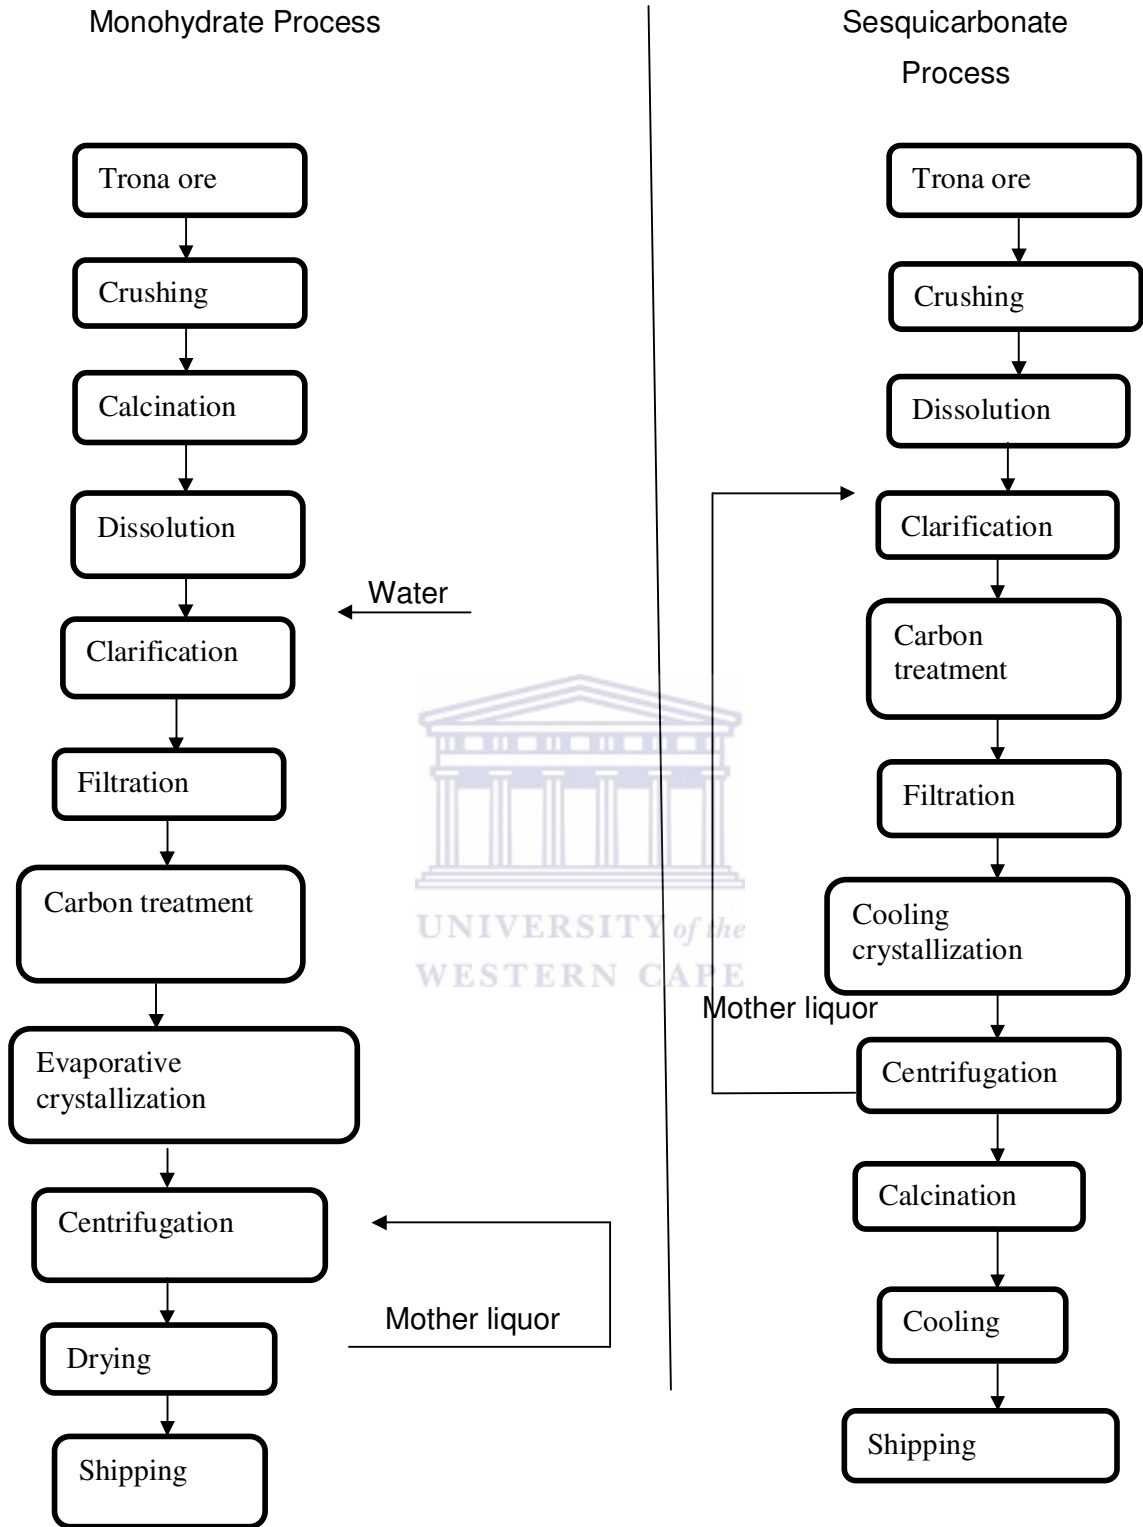 Monohydrate Process
Trona ore
Crushing
Calcination
Dissolution
Water
Clarification
Filtration
Carbon treatment
Evaporative
crystallization
Centrifugation
Mother liquor
Drying
Shipping
Sesquicarbonate
Process
Trona ore
Crushing
Dissolution
Clarification
Carbon
treatment
Filtration
Cooling
crystallization
Mother liquor
Centrifugation
Calcination
Cooling
Shipping
UNIVERSITY of the
WESTERN CAPE